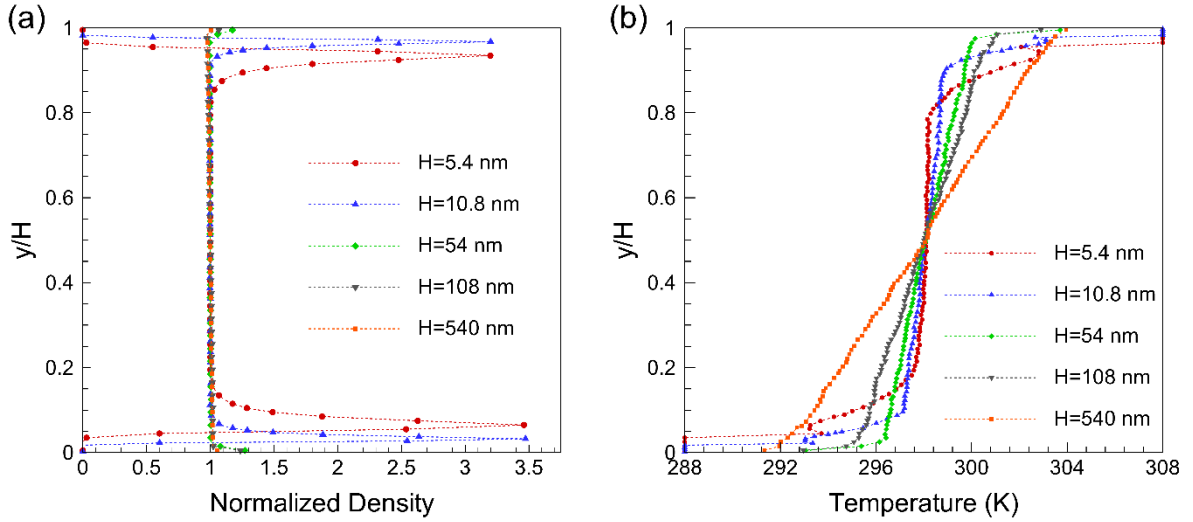 (a)
1
0.8
0.6
0.4
0.2
0
y/H
0 0.5 1.0 1.5 2.0 2.5 3.0 3.5
Normalized Density
H=5.4 nm
H=10.8 nm
H=54 nm
H=108 nm
H=540 nm
(b)
1
0.8
0.6
0.4
0.2
0
y/H
288 292 296 300 304 308
Temperature (K)
H=5.4 nm
H=10.8 nm
H=54 nm
H=108 nm
H=540 nm